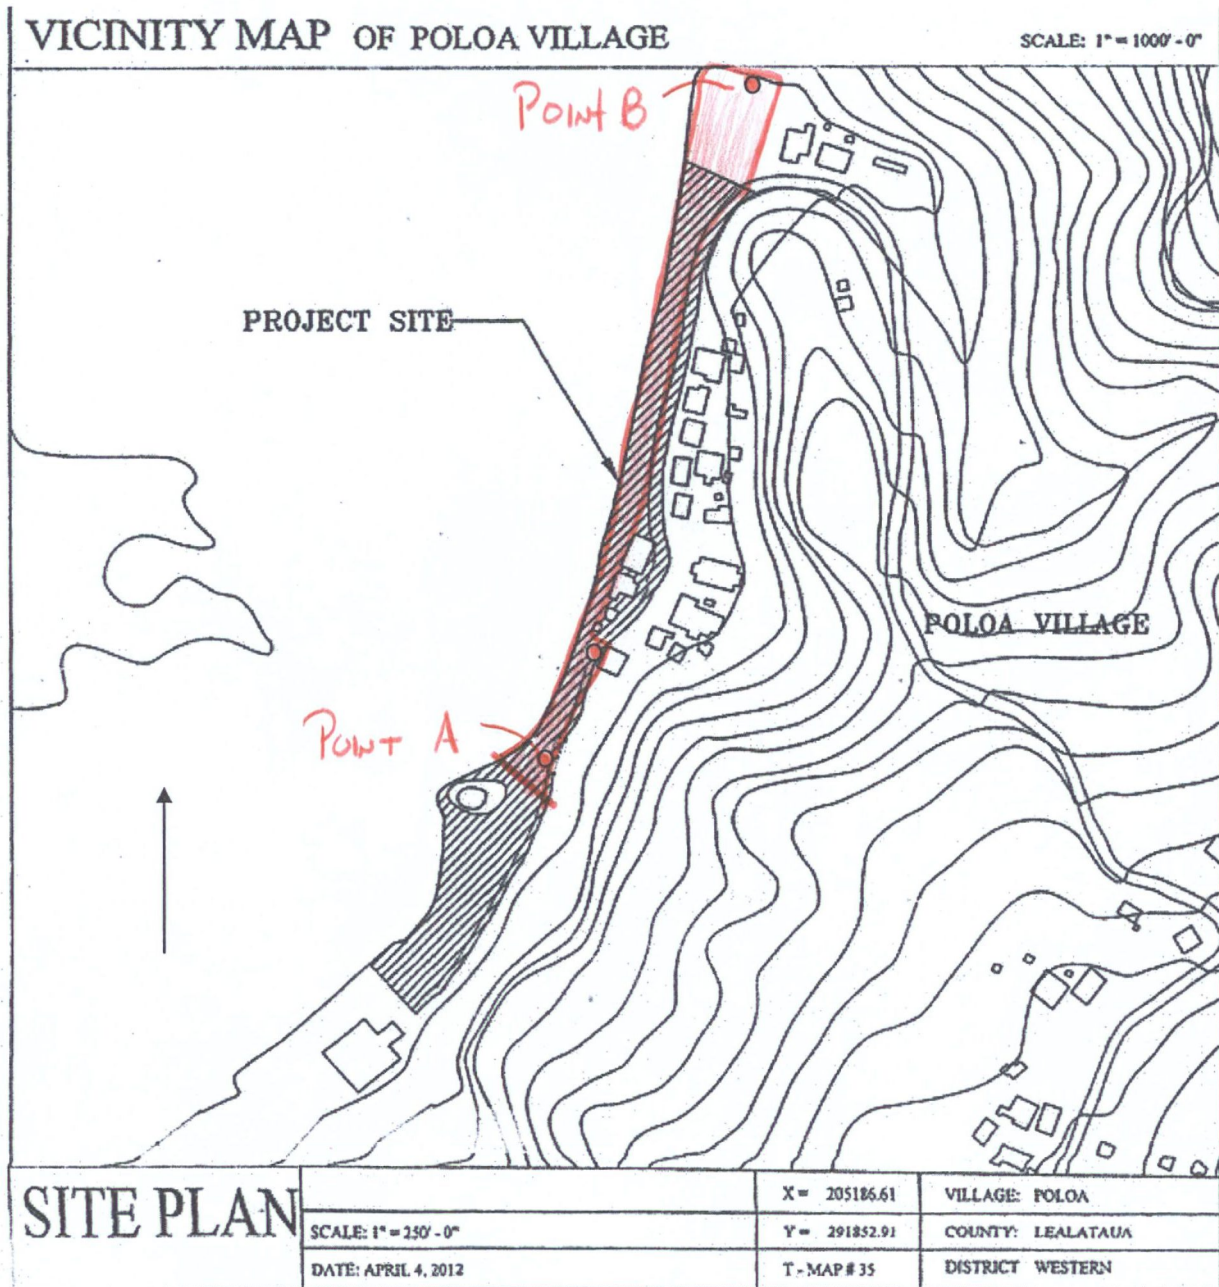 VICINITY MAP OF POLOA VILLAGE
SCALE: 1" = 1000' - 0"
POINT B
PROJECT SITE
POLOA VILLAGE
POINT A
SITE PLAN
SCALE: 1" = 250' - 0"
DATE: APRIL 4, 2012
X = 205186.61
Y = 291852.91
T - MAP # 35
VILLAGE: POLOA
COUNTY: LEALATAUA
DISTRICT WESTERN